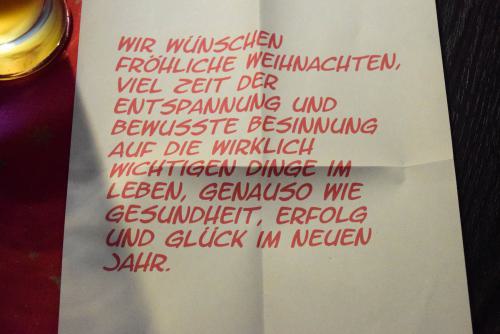 WIR WÜNSCHEN
FRÖHLICHE WEIHNACHTEN,
VIEL ZEIT DER
ENTSPANNUNG UND
BEWUSSTE BESINNUNG
AUF DIE WIRKLICH
WICHTIGEN DINGE IM
LEBEN, GENAUSO WIE
GESUNDHEIT, ERFOLG
UND GLÜCK IM NEUEN
JAHR.